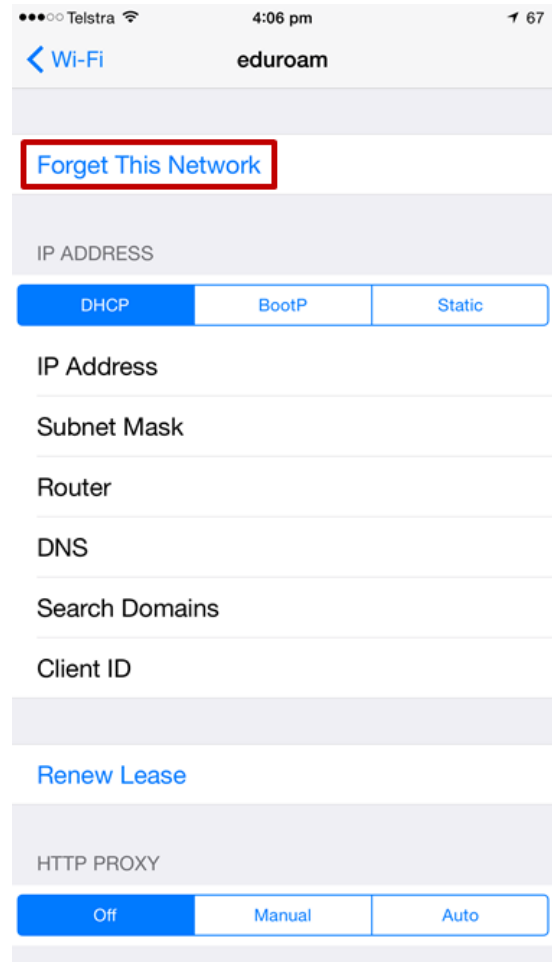 Telstra 4:06 pm 67
Wi-Fi eduroam
Forget This Network
IP ADDRESS
DHCP BootP Static
IP Address
Subnet Mask
Router
DNS
Search Domains
Client ID
Renew Lease
HTTP PROXY
Off Manual Auto